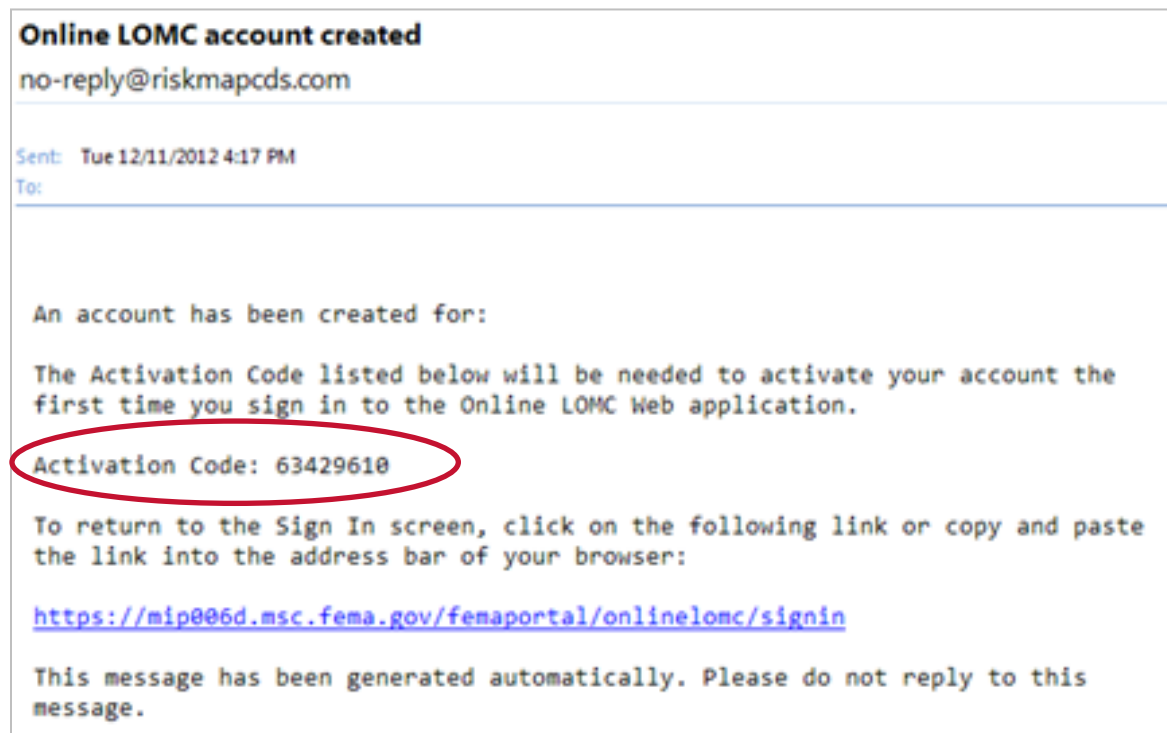 Online LOMC account created
no-reply@riskmapcds.com
Sent: Tue 12/11/2012 4:17 PM
To:
An account has been created for:
The Activation Code listed below will be needed to activate your account the
first time you sign in to the Online LOMC Web application.
Activation Code: 63429610
To return to the Sign In screen, click on the following link or copy and paste
the link into the address bar of your browser:
https://mip006d.msc.fema.gov/femaportal/onlinelomc/signin
This message has been generated automatically. Please do not reply to this
message.